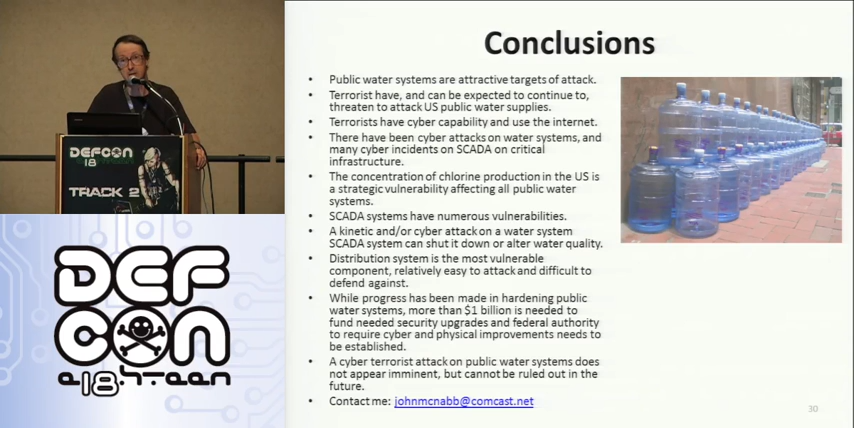 DEFCON
18
TRACK 2
DEF
CON
e18hteen
Conclusions
• Public water systems are attractive targets of attack.
• Terrorist have, and can be expected to continue to,
threaten to attack US public water supplies.
• Terrorists have cyber capability and use the internet.
• There have been cyber attacks on water systems, and
many cyber incidents on SCADA on critical
infrastructure.
• The concentration of chlorine production in the US is
a strategic vulnerability affecting all public water
systems.
• SCADA systems have numerous vulnerabilities.
• A kinetic and/or cyber attack on a water system
SCADA system can shut it down or alter water quality.
• Distribution system is the most vulnerable
component, relatively easy to attack and difficult to
defend against.
• While progress has been made in hardening public
water systems, more than $1 billion is needed to
fund needed security upgrades and federal authority
to require cyber and physical improvements needs to
be established.
• A cyber terrorist attack on public water systems does
not appear imminent, but cannot be ruled out in the
future.
• Contact me: johnmcnabb@comcast.net
30